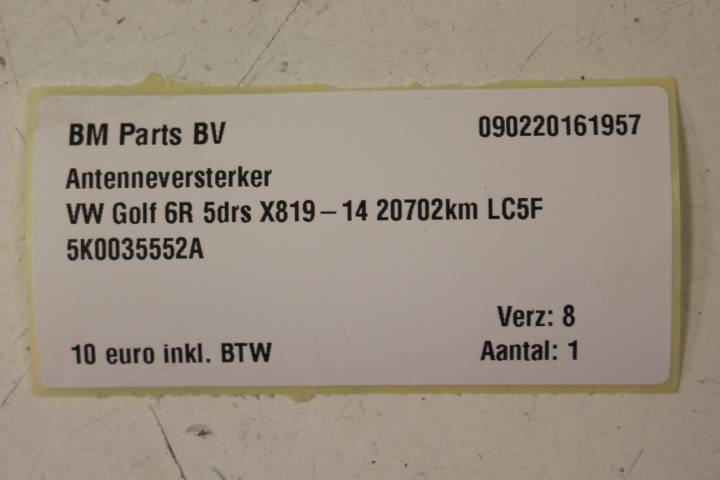 BM Parts BV 090220161957
Antenneversterker
VW Golf 6R 5drs X819-14 20702km LC5F
5K0035552A
Verz: 8
10 euro inkl. BTW Aantal: 1